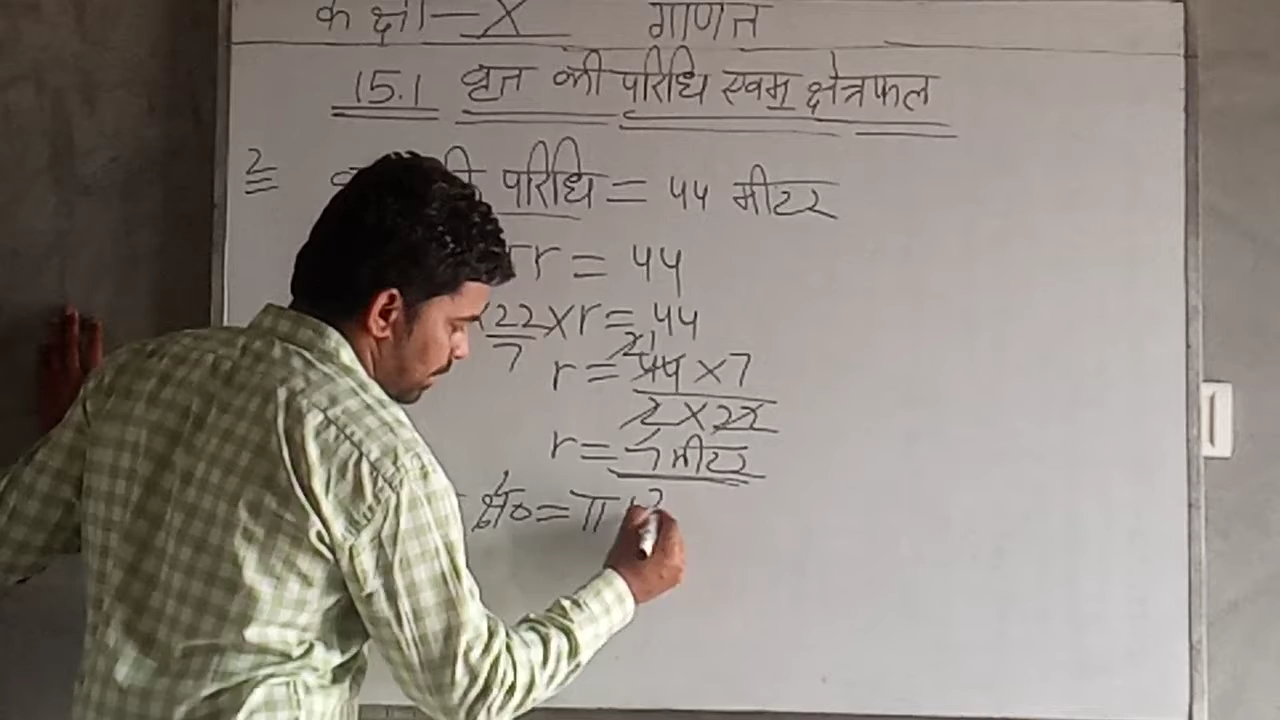 कक्षा - X गणित
15.1 वृत की परिधि एवम् क्षेत्रफल
2 परिधि = 44 मीटर
r = 44
22/7 × r = 44
r = 44 × 7 / 2 × 22
r = 7 मीटर
क्षे० = π r²